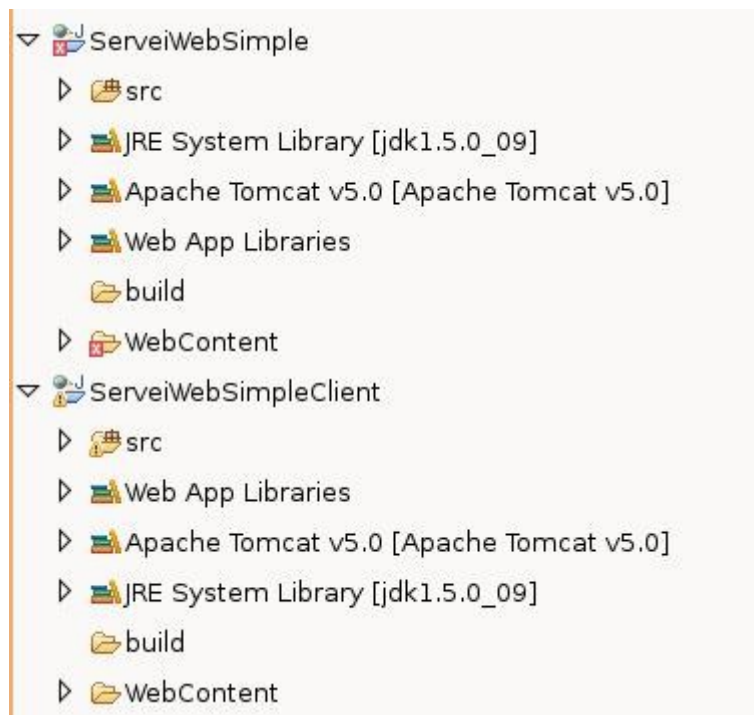 ServeiWebSimple
src
JRE System Library [jdk1.5.0_09]
Apache Tomcat v5.0 [Apache Tomcat v5.0]
Web App Libraries
build
WebContent
ServeiWebSimpleClient
src
Web App Libraries
Apache Tomcat v5.0 [Apache Tomcat v5.0]
JRE System Library [jdk1.5.0_09]
build
WebContent